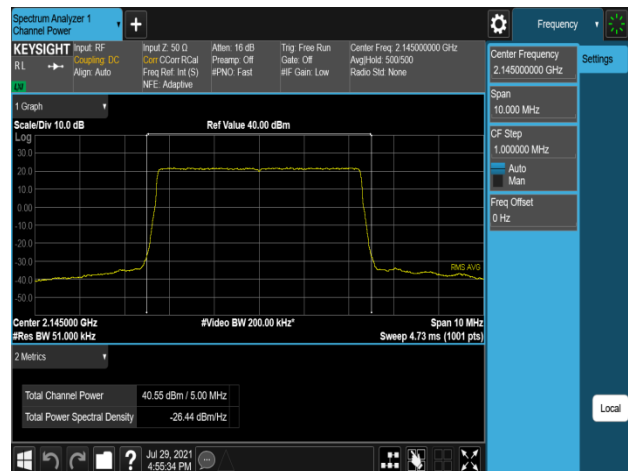 Spectrum Analyzer 1
Channel Power
+
Frequency
KEYSIGHT
RL
Input: RF
Coupling: DC
Align: Auto
Input Z: 50 Ω
Corr CCorr RCal
Freq Ref: Int (S)
NFE: Adaptive
Atten: 16 dB
Preamp: Off
#PNO: Fast
Trig: Free Run
Gate: Off
#IF Gain: Low
Center Freq: 2.145000000 GHz
Avg|Hold: 500/500
Radio Std: None
Center Frequency
2.145000000 GHz
Settings
Span
10.000 MHz
CF Step
1.000000 MHz
Auto
Man
Freq Offset
0 Hz
1 Graph
Scale/Div 10.0 dB
Ref Value 40.00 dBm
Log
30.0
20.0
10.0
0.00
-10.0
-20.0
-30.0
-40.0
-50.0
RMS AVG
Center 2.145000 GHz
#Video BW 200.00 kHz*
Span 10 MHz
#Res BW 51.000 kHz
Sweep 4.73 ms (1001 pts)
2 Metrics
Total Channel Power 40.55 dBm / 5.00 MHz
Total Power Spectral Density -26.44 dBm/Hz
Local
?
Jul 29, 2021
4:55:34 PM